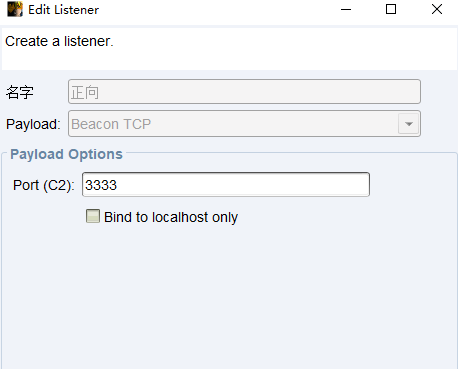 Edit Listener
Create a listener.
名字 正向
Payload: Beacon TCP
Payload Options
Port (C2): 3333
Bind to localhost only